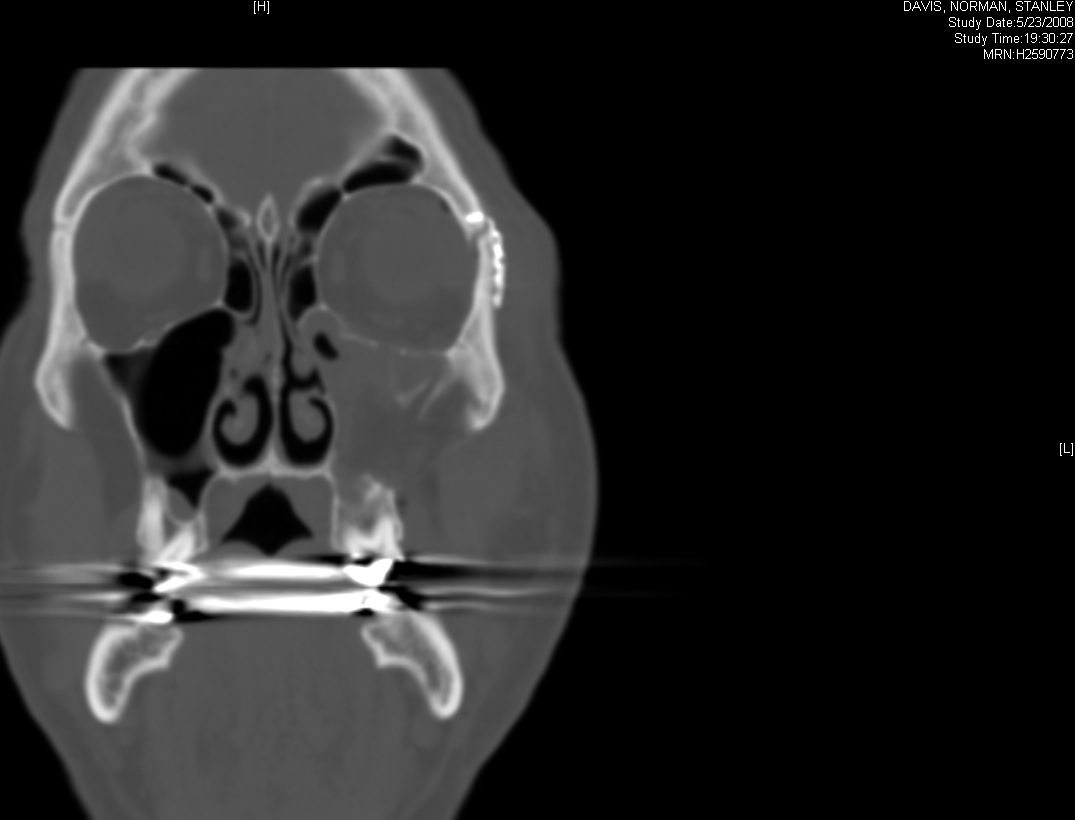 [H]
DAVIS, NORMAN, STANLEY
Study Date:5/23/2008
Study Time:19:30:27
MRN:H2590773
[L]